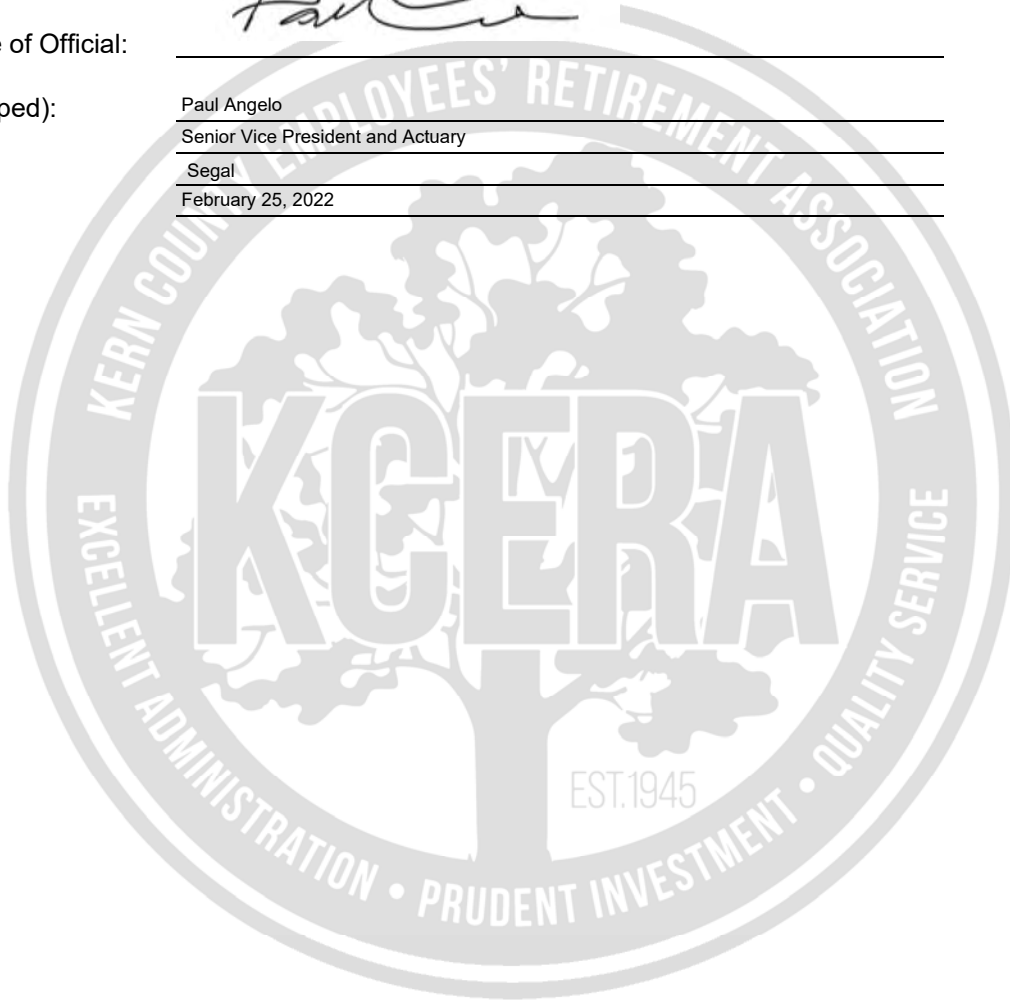 e of Official:
ped):
Paul Angelo
Senior Vice President and Actuary
Segal
February 25, 2022
KERN COUNTY EMPLOYEES' RETIREMENT ASSOCIATION
KCERA
EST.1945
EXCELLENT ADMINISTRATION • PRUDENT INVESTMENT • QUALITY SERVICE